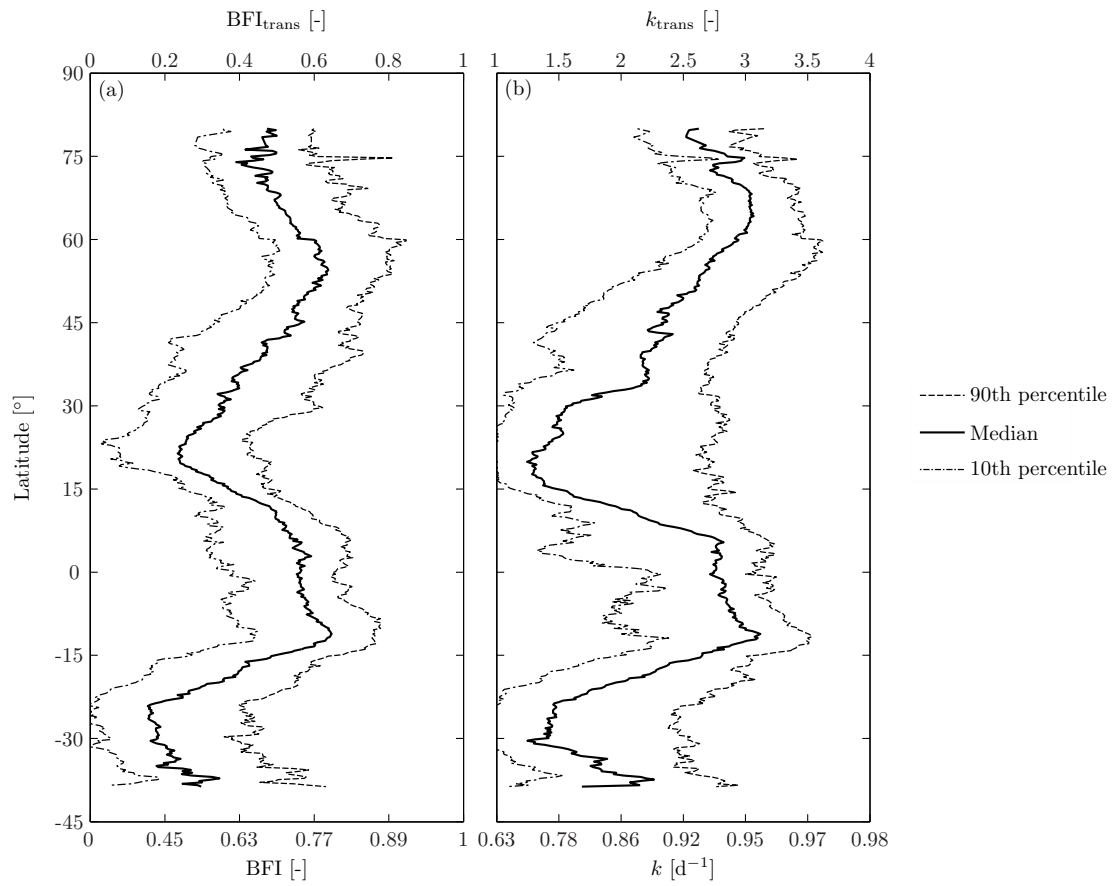 BFI_trans [-]
k_trans [-]
0 0.2 0.4 0.6 0.8 1
1 1.5 2 2.5 3 3.5 4
90
75
60
45
30
15
0
-15
-30
-45
Latitude [°]
(a)
(b)
90th percentile
Median
10th percentile
0 0.45 0.63 0.77 0.89 1
0.63 0.78 0.86 0.92 0.95 0.97 0.98
BFI [-]
k [d⁻¹]